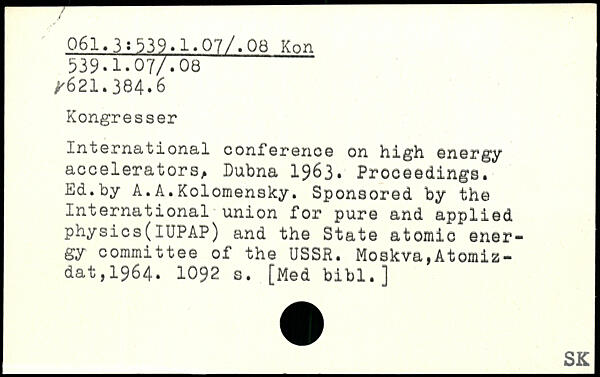 061.3:539.1.07/.08 Kon
539.1.07/.08
621.384.6
Kongresser
International conference on high energy
accelerators, Dubna 1963. Proceedings.
Ed.by A.A.Kolomensky. Sponsored by the
International union for pure and applied
physics(IUPAP) and the State atomic ener-
gy committee of the USSR. Moskva,Atomiz-
dat,1964. 1092 s. [Med bibl.]
SK